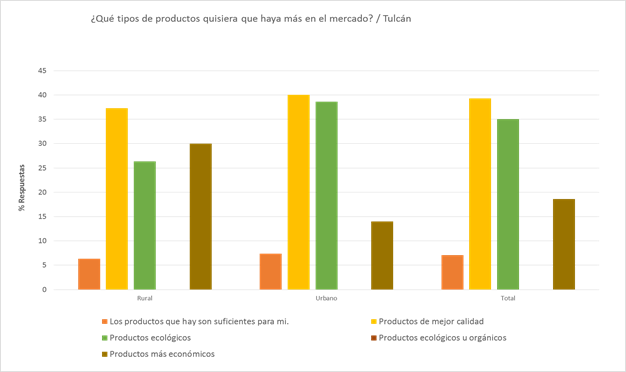 ¿Qué tipos de productos quisiera que haya más en el mercado? / Tulcán
45
40
35
30
25
20
15
10
5
0
% Respuestas
Rural Urbano Total
Los productos que hay son suficientes para mi. Productos de mejor calidad
Productos ecológicos Productos ecológicos u orgánicos
Productos más económicos